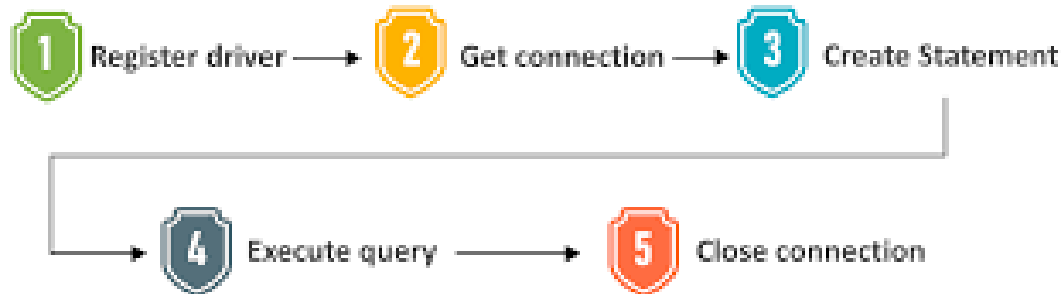 1 Register driver
2 Get connection
3 Create Statement
4 Execute query
5 Close connection